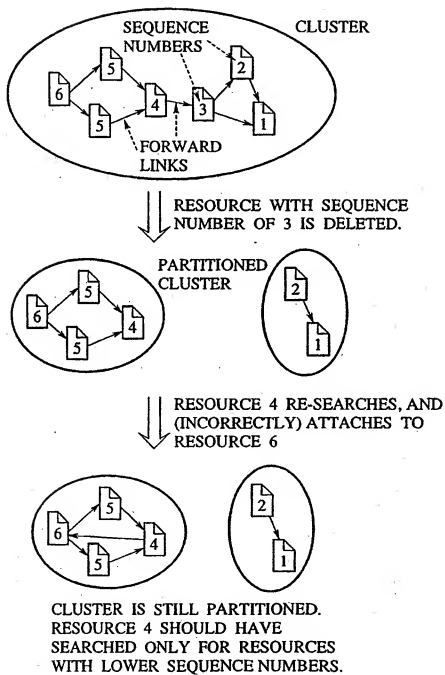 SEQUENCE
NUMBERS
CLUSTER
6
5
5
4
3
2
1
FORWARD
LINKS
RESOURCE WITH SEQUENCE
NUMBER OF 3 IS DELETED.
PARTITIONED
CLUSTER
6
5
5
4
2
1
RESOURCE 4 RE-SEARCHES, AND
(INCORRECTLY) ATTACHES TO
RESOURCE 6
6
5
5
4
2
1
CLUSTER IS STILL PARTITIONED.
RESOURCE 4 SHOULD HAVE
SEARCHED ONLY FOR RESOURCES
WITH LOWER SEQUENCE NUMBERS.